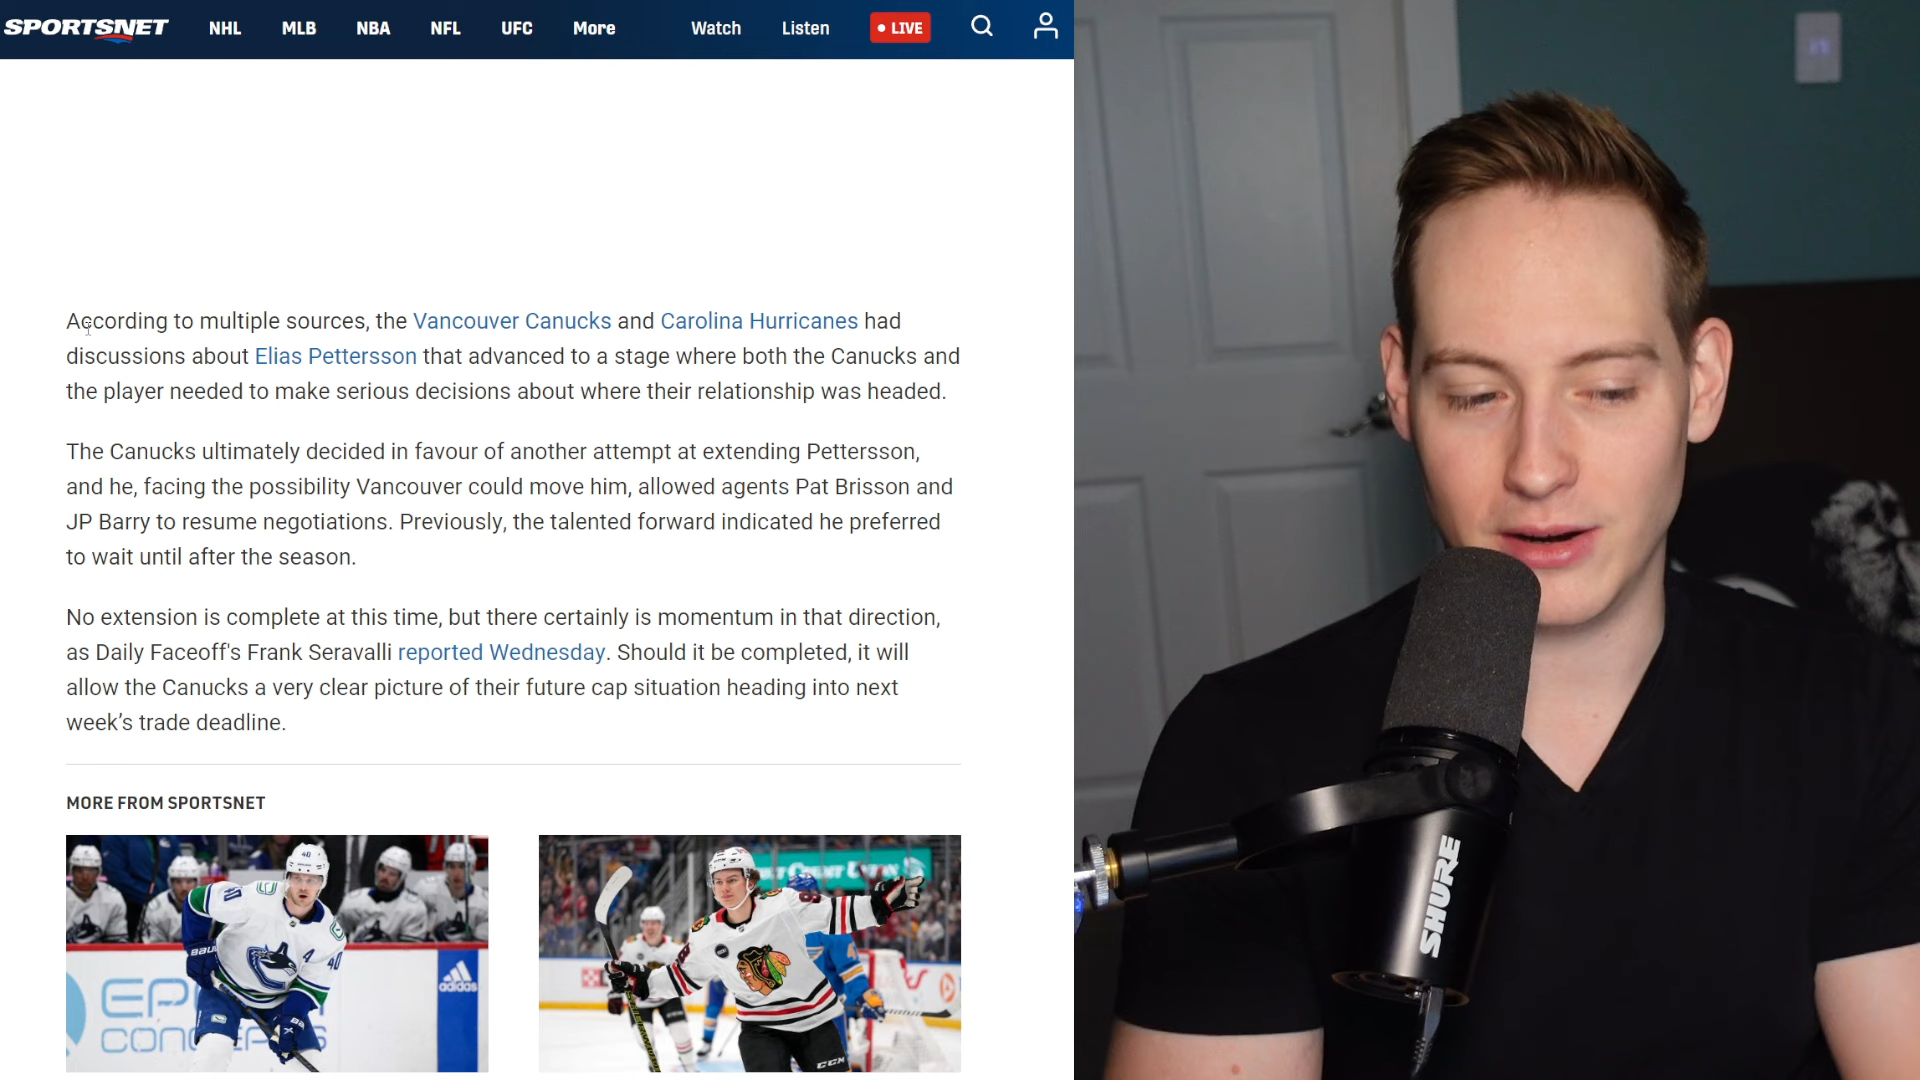 SPORTSNET NHL MLB NBA NFL UFC More Watch Listen LIVE
According to multiple sources, the Vancouver Canucks and Carolina Hurricanes had
discussions about Elias Pettersson that advanced to a stage where both the Canucks and
the player needed to make serious decisions about where their relationship was headed.
The Canucks ultimately decided in favour of another attempt at extending Pettersson,
and he, facing the possibility Vancouver could move him, allowed agents Pat Brisson and
JP Barry to resume negotiations. Previously, the talented forward indicated he preferred
to wait until after the season.
No extension is complete at this time, but there certainly is momentum in that direction,
as Daily Faceoff's Frank Seravalli reported Wednesday. Should it be completed, it will
allow the Canucks a very clear picture of their future cap situation heading into next
week’s trade deadline.
MORE FROM SPORTSNET
40
40
A
40
BAUER
adidas
CCM
SHURE